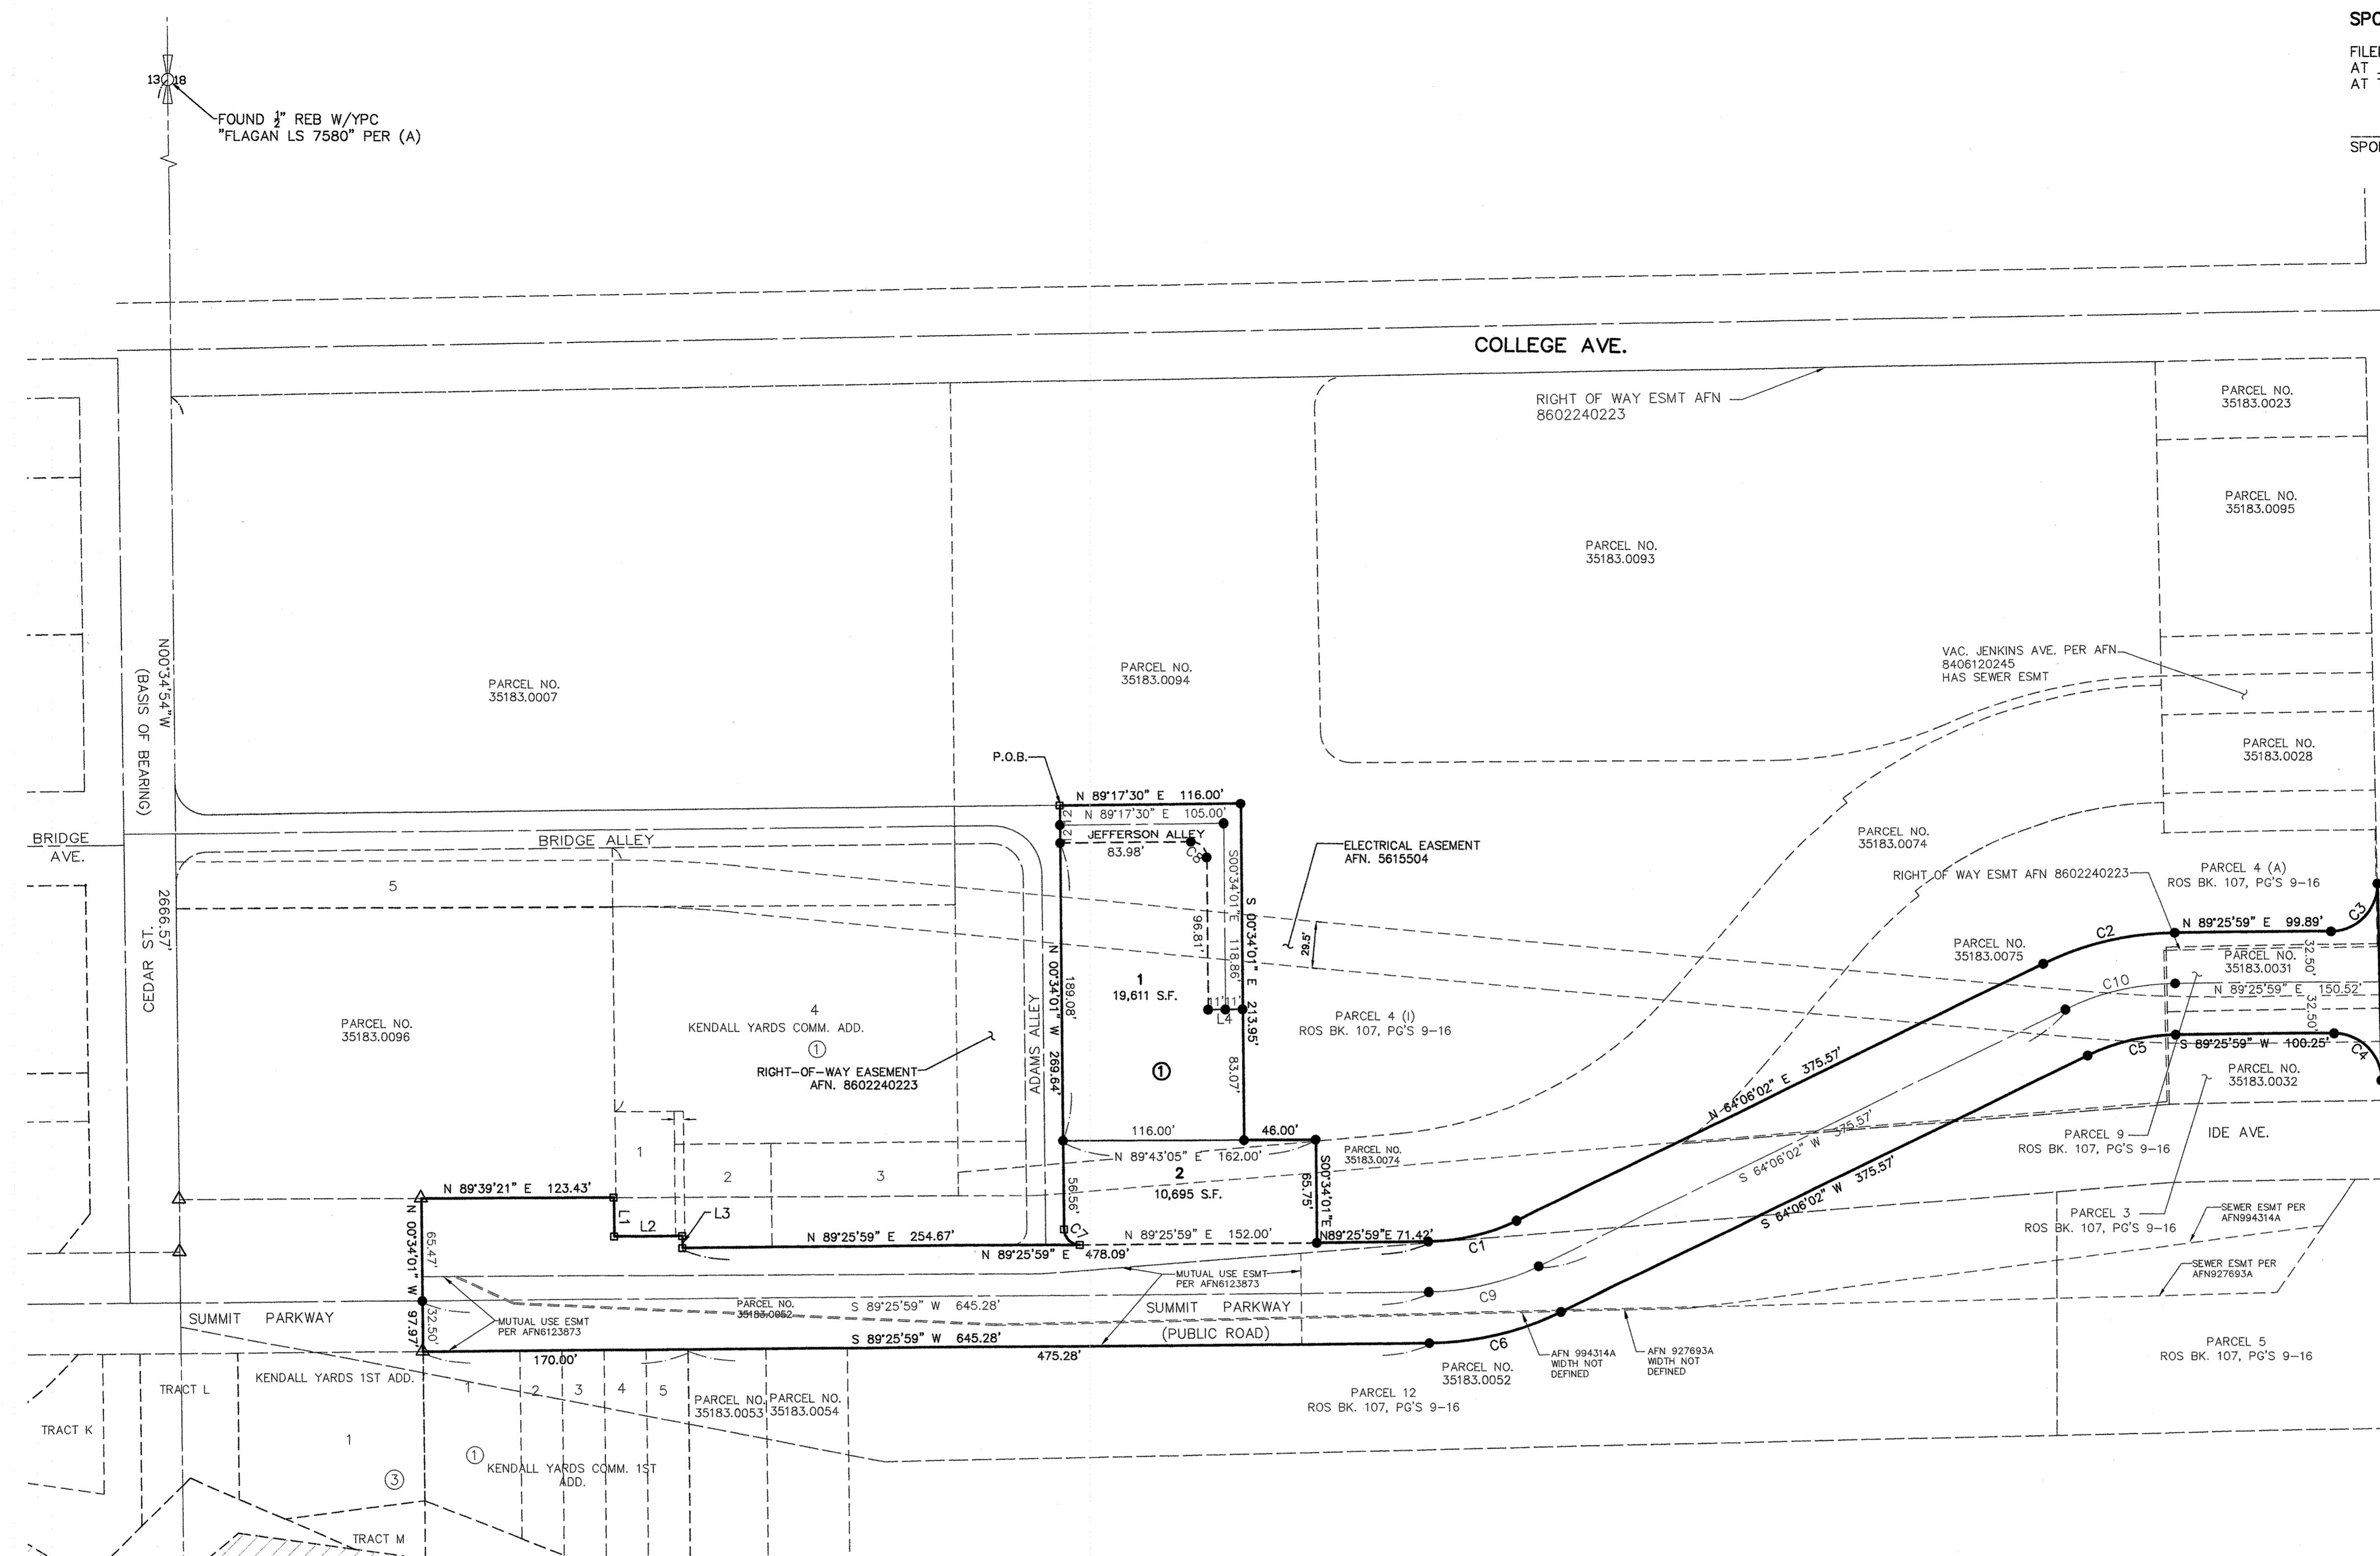 SPO
FILE
AT
AT
SPO
13 18
FOUND ½" REB W/YPC
"FLAGAN LS 7580" PER (A)
COLLEGE AVE.
RIGHT OF WAY ESMT AFN
8602240223
PARCEL NO.
35183.0023
PARCEL NO.
35183.0095
PARCEL NO.
35183.0093
N00°34'54"W
(BASIS OF BEARING)
2666.57'
CEDAR ST.
PARCEL NO.
35183.0007
PARCEL NO.
35183.0094
VAC. JENKINS AVE. PER AFN
8406120245
HAS SEWER ESMT
PARCEL NO.
35183.0028
P.O.B.
N 89°17'30" E 116.00'
12'
N 89°17'30" E 105.00'
12'
JEFFERSON ALLEY
83.98'
C8
BRIDGE
AVE.
BRIDGE ALLEY
ELECTRICAL EASEMENT
AFN. 5615504
PARCEL NO.
35183.0074
PARCEL 4 (A)
ROS BK. 107, PG'S 9-16
RIGHT OF WAY ESMT AFN 8602240223
5
S00°34'01"E 118.86'
S 00°34'01" E 213.95'
96.81'
29.5'
C3
N 89°25'59" E 99.89'
C2
32.50'
PARCEL NO.
35183.0075
PARCEL NO.
35183.0031
N 00°34'01" W 269.64'
189.08'
1
19,611 S.F.
11' 11'
L4
C10
N 89°25'59" E 150.52'
32.50'
PARCEL NO.
35183.0096
4
KENDALL YARDS COMM. ADD.
1
ADAMS ALLEY
PARCEL 4 (I)
ROS BK. 107, PG'S 9-16
S 89°25'59" W 100.25'
C5
C4
RIGHT-OF-WAY EASEMENT
AFN. 8602240223
1
83.07'
PARCEL NO.
35183.0032
N 64°06'02" E 375.57'
S 64°06'02" W 375.57'
S 64°06'02" W 375.57'
116.00'
46.00'
PARCEL 9
ROS BK. 107, PG'S 9-16
IDE AVE.
1
2
3
N 89°43'05" E 162.00'
PARCEL NO.
35183.0074
2
10,695 S.F.
56.56'
S00°34'01"E
65.75'
N 89°39'21" E 123.43'
L1
L2
L3
PARCEL 3
ROS BK. 107, PG'S 9-16
SEWER ESMT PER
AFN994314A
N 00°34'01" W 97.97'
65.47'
32.50'
N 89°25'59" E 254.67'
C7
N 89°25'59" E 152.00'
N89°25'59"E 71.42'
C1
N 89°25'59" E 478.09'
MUTUAL USE ESMT
PER AFN6123873
SEWER ESMT PER
AFN927693A
C9
SUMMIT PARKWAY
PARCEL NO.
35183.0052
S 89°25'59" W 645.28'
SUMMIT PARKWAY
(PUBLIC ROAD)
MUTUAL USE ESMT
PER AFN6123873
S 89°25'59" W 645.28'
C6
170.00'
475.28'
AFN 994314A
WIDTH NOT
DEFINED
AFN 927693A
WIDTH NOT
DEFINED
PARCEL 5
ROS BK. 107, PG'S 9-16
PARCEL NO.
35183.0052
KENDALL YARDS 1ST ADD.
TRACT L
1
2
3
4
5
PARCEL NO.
35183.0053
PARCEL NO.
35183.0054
PARCEL 12
ROS BK. 107, PG'S 9-16
TRACT K
1
1
KENDALL YARDS COMM. 1ST
ADD.
3
TRACT M